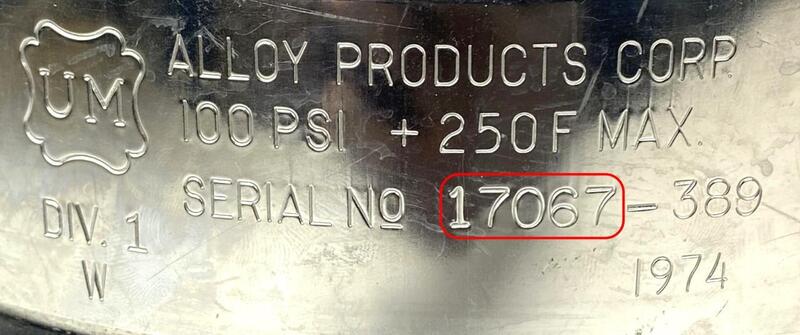 UM
ALLOY PRODUCTS CORP.
100 PSI + 250F MAX.
SERIAL NO 17067-389
DIV. 1
W
1974